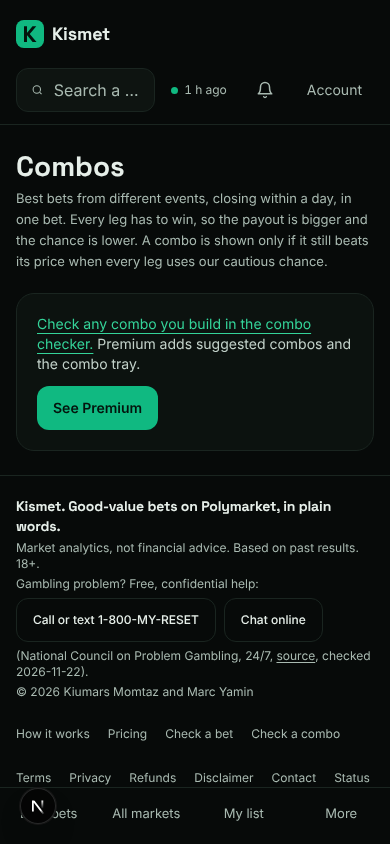 Kismet
Search a ...
1 h ago
Account
Combos
Best bets from different events, closing within a day, in
one bet. Every leg has to win, so the payout is bigger and
the chance is lower. A combo is shown only if it still beats
its price when every leg uses our cautious chance.
Check any combo you build in the combo
checker. Premium adds suggested combos and
the combo tray.
See Premium
Kismet. Good-value bets on Polymarket, in plain
words.
Market analytics, not financial advice. Based on past results.
18+.
Gambling problem? Free, confidential help:
Call or text 1-800-MY-RESET
Chat online
(National Council on Problem Gambling, 24/7, source, checked
2026-11-22).
© 2026 Kiumars Momtaz and Marc Yamin
How it works Pricing Check a bet Check a combo
Terms Privacy Refunds Disclaimer Contact Status
bets All markets My list More